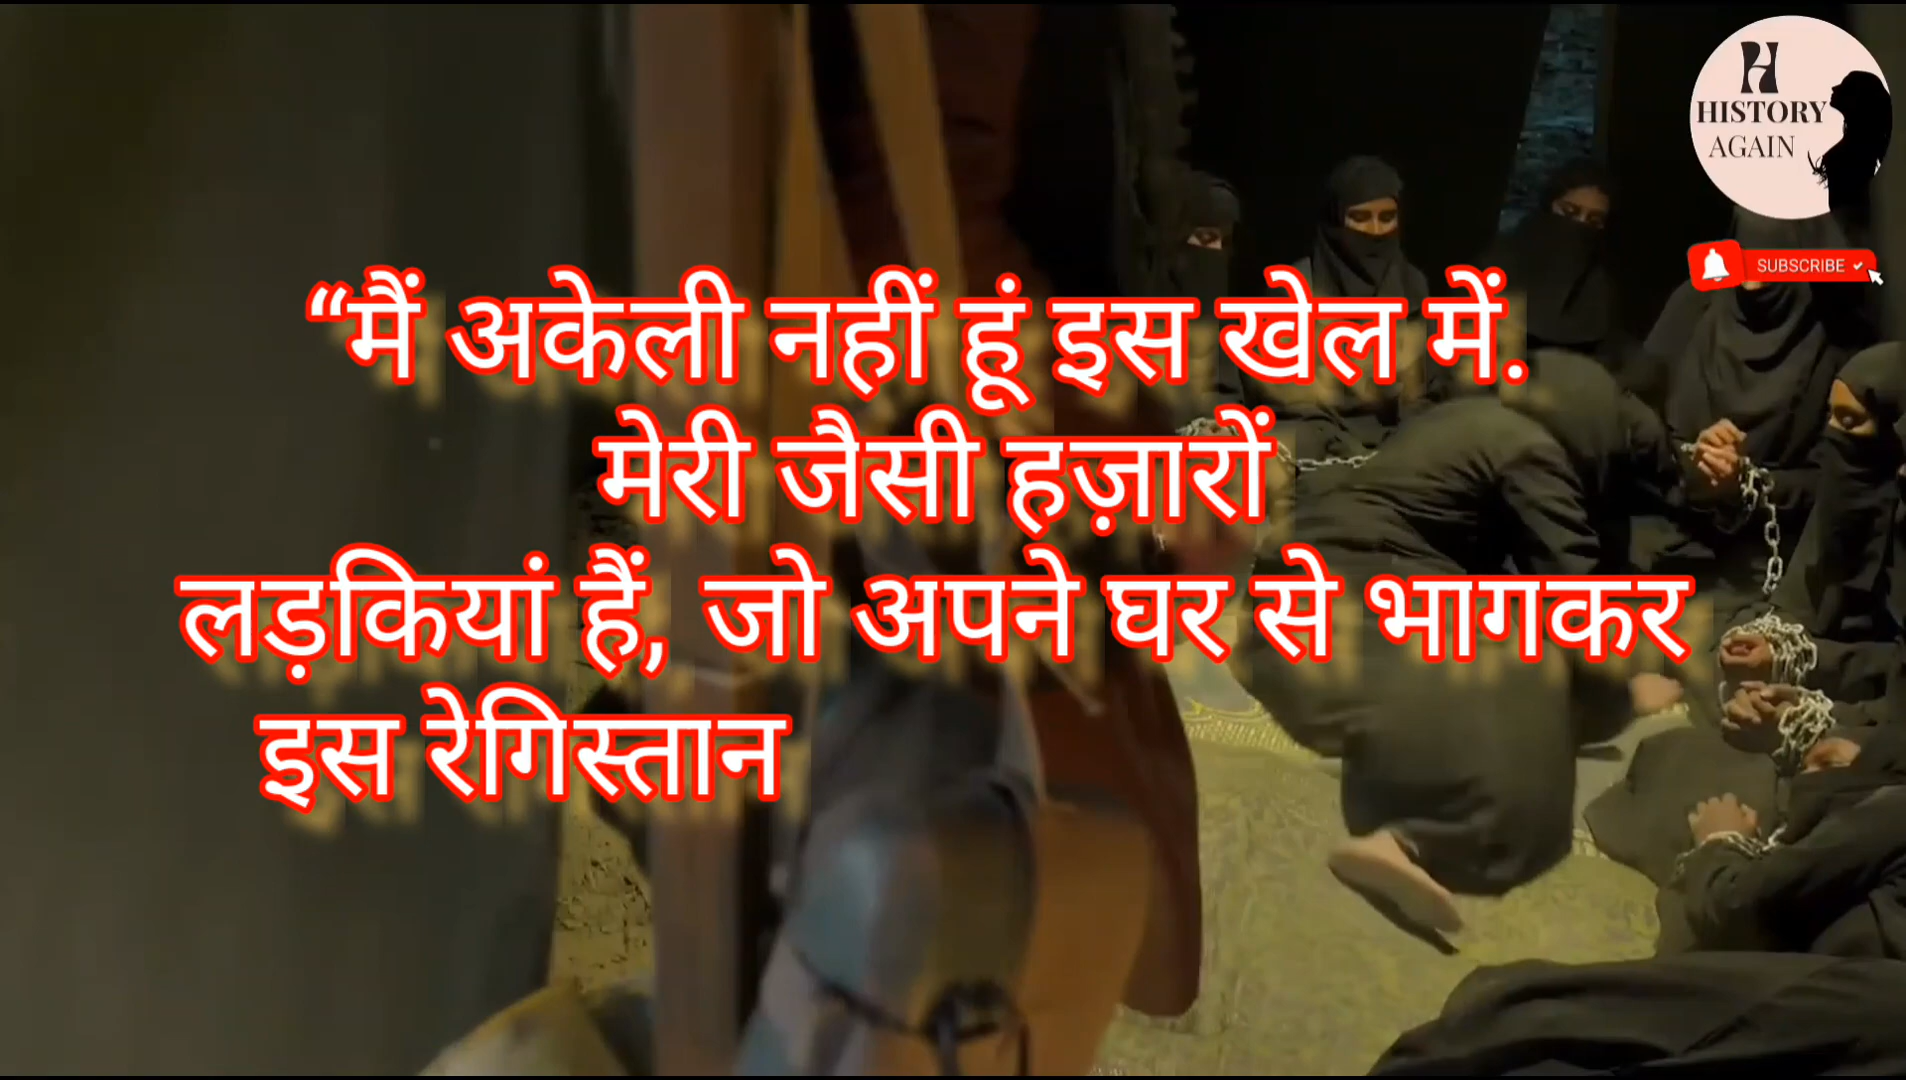 H
HISTORY
AGAIN
SUBSCRIBE
“मैं अकेली नहीं हूं इस खेल में.
मेरी जैसी हज़ारों
लड़कियां हैं, जो अपने घर से भागकर
इस रेगिस्तान